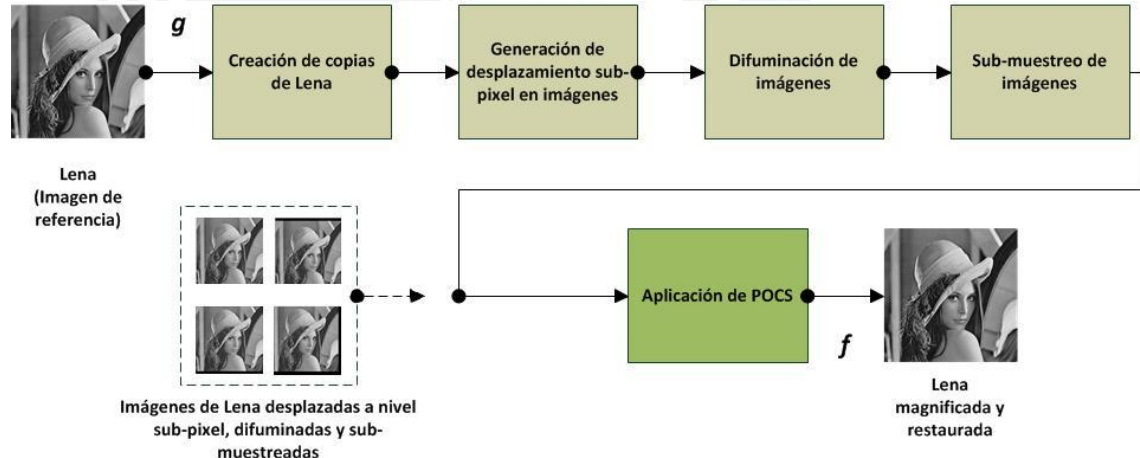 g
Creación de copias
de Lena
Generación de
desplazamiento sub-
pixel en imágenes
Difuminación de
imágenes
Sub-muestreo de
imágenes
Lena
(Imagen de
referencia)
Aplicación de POCS
f
Imágenes de Lena desplazadas a nivel
sub-pixel, difuminadas y sub-
muestreadas
Lena
magnificada y
restaurada